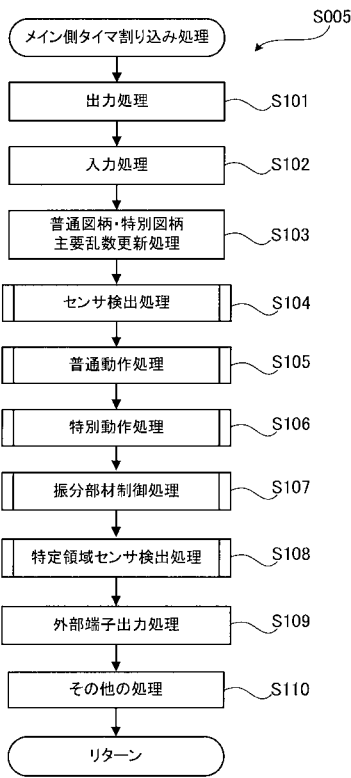 S005
メイン側タイマ割り込み処理
出力処理
S101
入力処理
S102
普通図柄・特別図柄
主要乱数更新処理
S103
センサ検出処理
S104
普通動作処理
S105
特別動作処理
S106
振分部材制御処理
S107
特定領域センサ検出処理
S108
外部端子出力処理
S109
その他の処理
S110
リターン